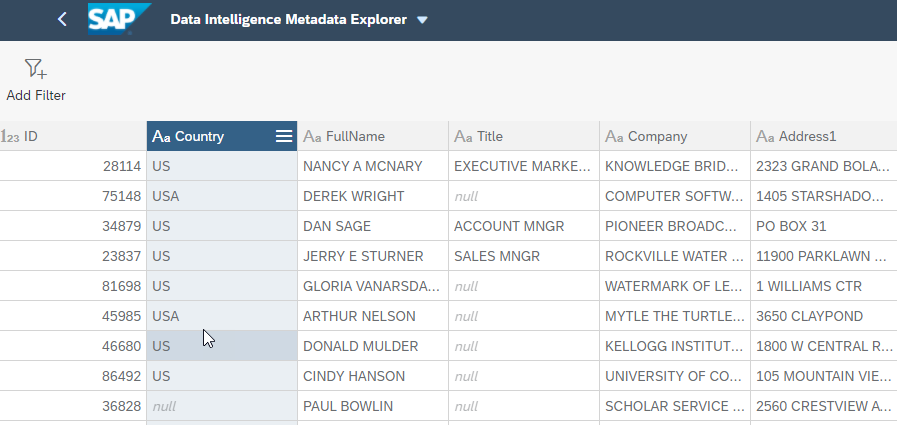 SAP Data Intelligence Metadata Explorer
Add Filter
123 ID Aa Country Aa FullName Aa Title Aa Company Aa Address1
28114 US NANCY A MCNARY EXECUTIVE MARKE... KNOWLEDGE BRID... 2323 GRAND BOLA...
75148 USA DEREK WRIGHT null COMPUTER SOFTW... 1405 STARSHADO...
34879 US DAN SAGE ACCOUNT MNGR PIONEER BROADC... PO BOX 31
23837 US JERRY E STURNER SALES MNGR ROCKVILLE WATER ... 11900 PARKLAWN ...
81698 US GLORIA VANARSDA... null WATERMARK OF LE... 1 WILLIAMS CTR
45985 USA ARTHUR NELSON null MYTLE THE TURTLE... 3650 CLAYPOND
46680 US DONALD MULDER null KELLOGG INSTITUT... 1800 W CENTRAL R...
86492 US CINDY HANSON null UNIVERSITY OF CO... 105 MOUNTAIN VIE...
36828 null PAUL BOWLIN null SCHOLAR SERVICE ... 2560 CRESTVIEW A...